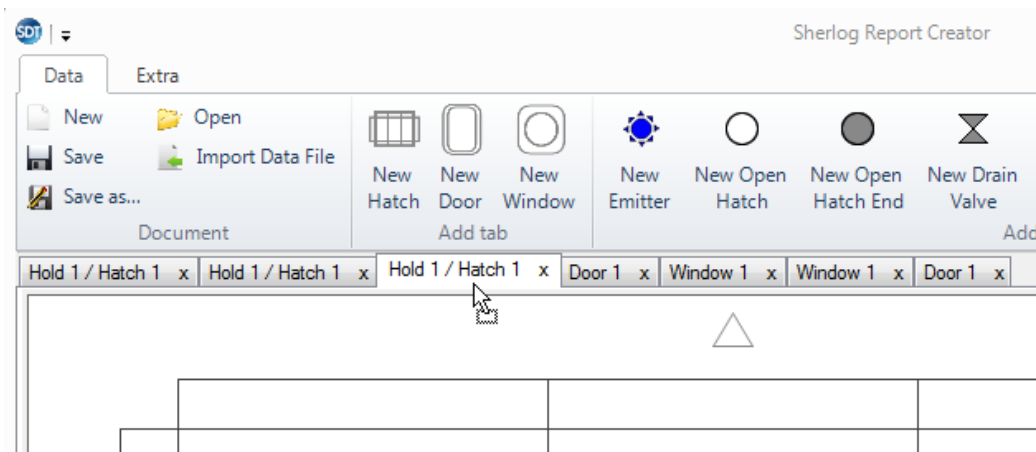 SDT
Sherlog Report Creator
Data Extra
New Open
Save Import Data File
Save as...
New Hatch
New Door
New Window
New Emitter
New Open Hatch
New Open Hatch End
New Drain Valve
Document Add tab Add
Hold 1 / Hatch 1 x Hold 1 / Hatch 1 x Hold 1 / Hatch 1 x Door 1 x Window 1 x Window 1 x Door 1 x